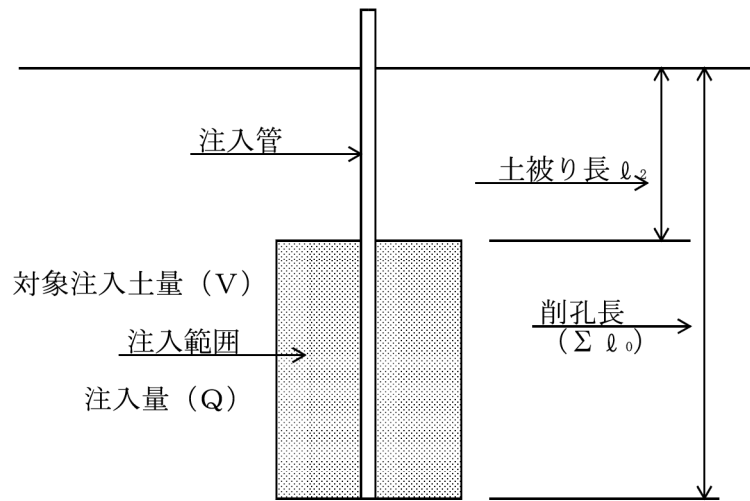 注入管
土被り長 ℓ₂
対象注入土量（Ｖ）
削孔長
（Σ ℓ₀）
注入範囲
注入量（Ｑ）